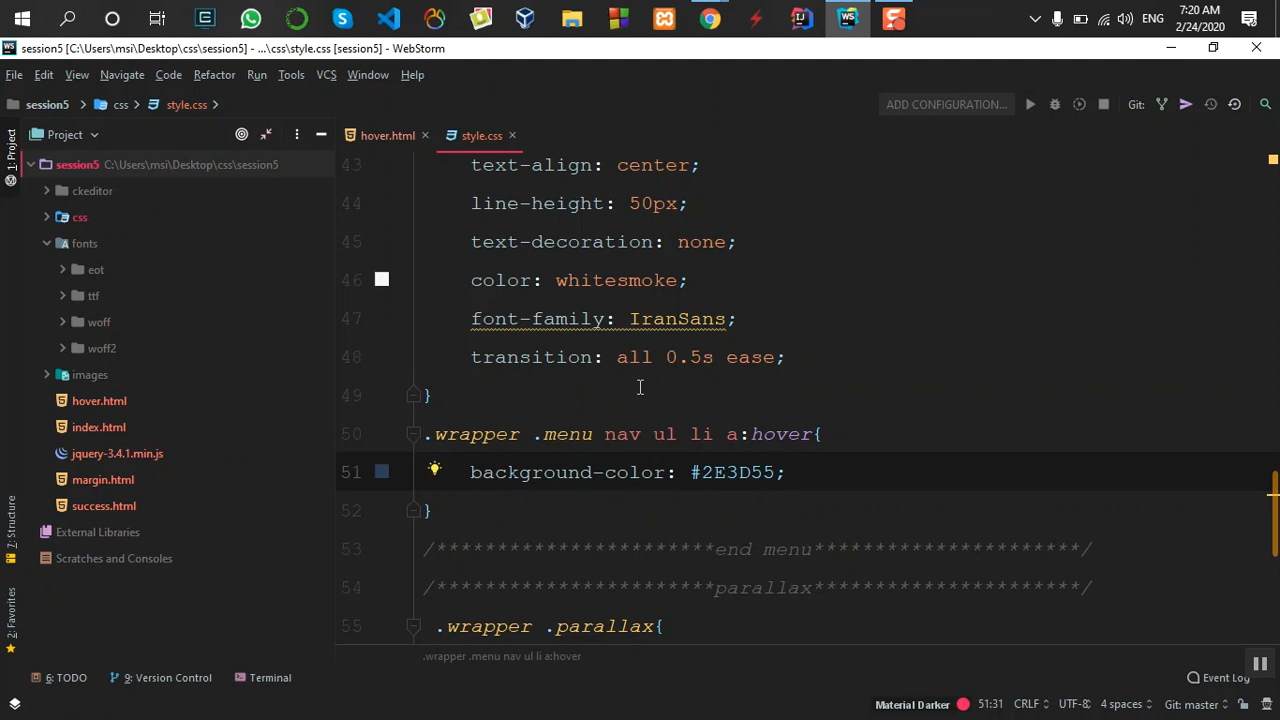 ENG
7:20 AM
2/24/2020
WS
session5 [C:\Users\msi\Desktop\css\session5] - ...\css\style.css [session5] - WebStorm
File Edit View Navigate Code Refactor Run Tools VCS Window Help
session5 css style.css
ADD CONFIGURATION...
Git:
1: Project
Project
hover.html
style.css
session5 C:\Users\msi\Desktop\css\session5
ckeditor
css
fonts
eot
ttf
woff
woff2
images
hover.html
index.html
jquery-3.4.1.min.js
margin.html
success.html
External Libraries
Scratches and Consoles
7: Structure
2: Favorites
43 text-align: center;
44 line-height: 50px;
45 text-decoration: none;
46 color: whitesmoke;
47 font-family: IranSans;
48 transition: all 0.5s ease;
49 }
50 .wrapper .menu nav ul li a:hover{
51 background-color: #2E3D55;
52 }
53 /***********************end menu**********************/
54 /***********************parallax**********************/
55 .wrapper .parallax{
.wrapper .menu nav ul li a:hover
6: TODO
9: Version Control
Terminal
Event Log
Material Darker
51:31
CRLF
UTF-8
4 spaces
Git: master